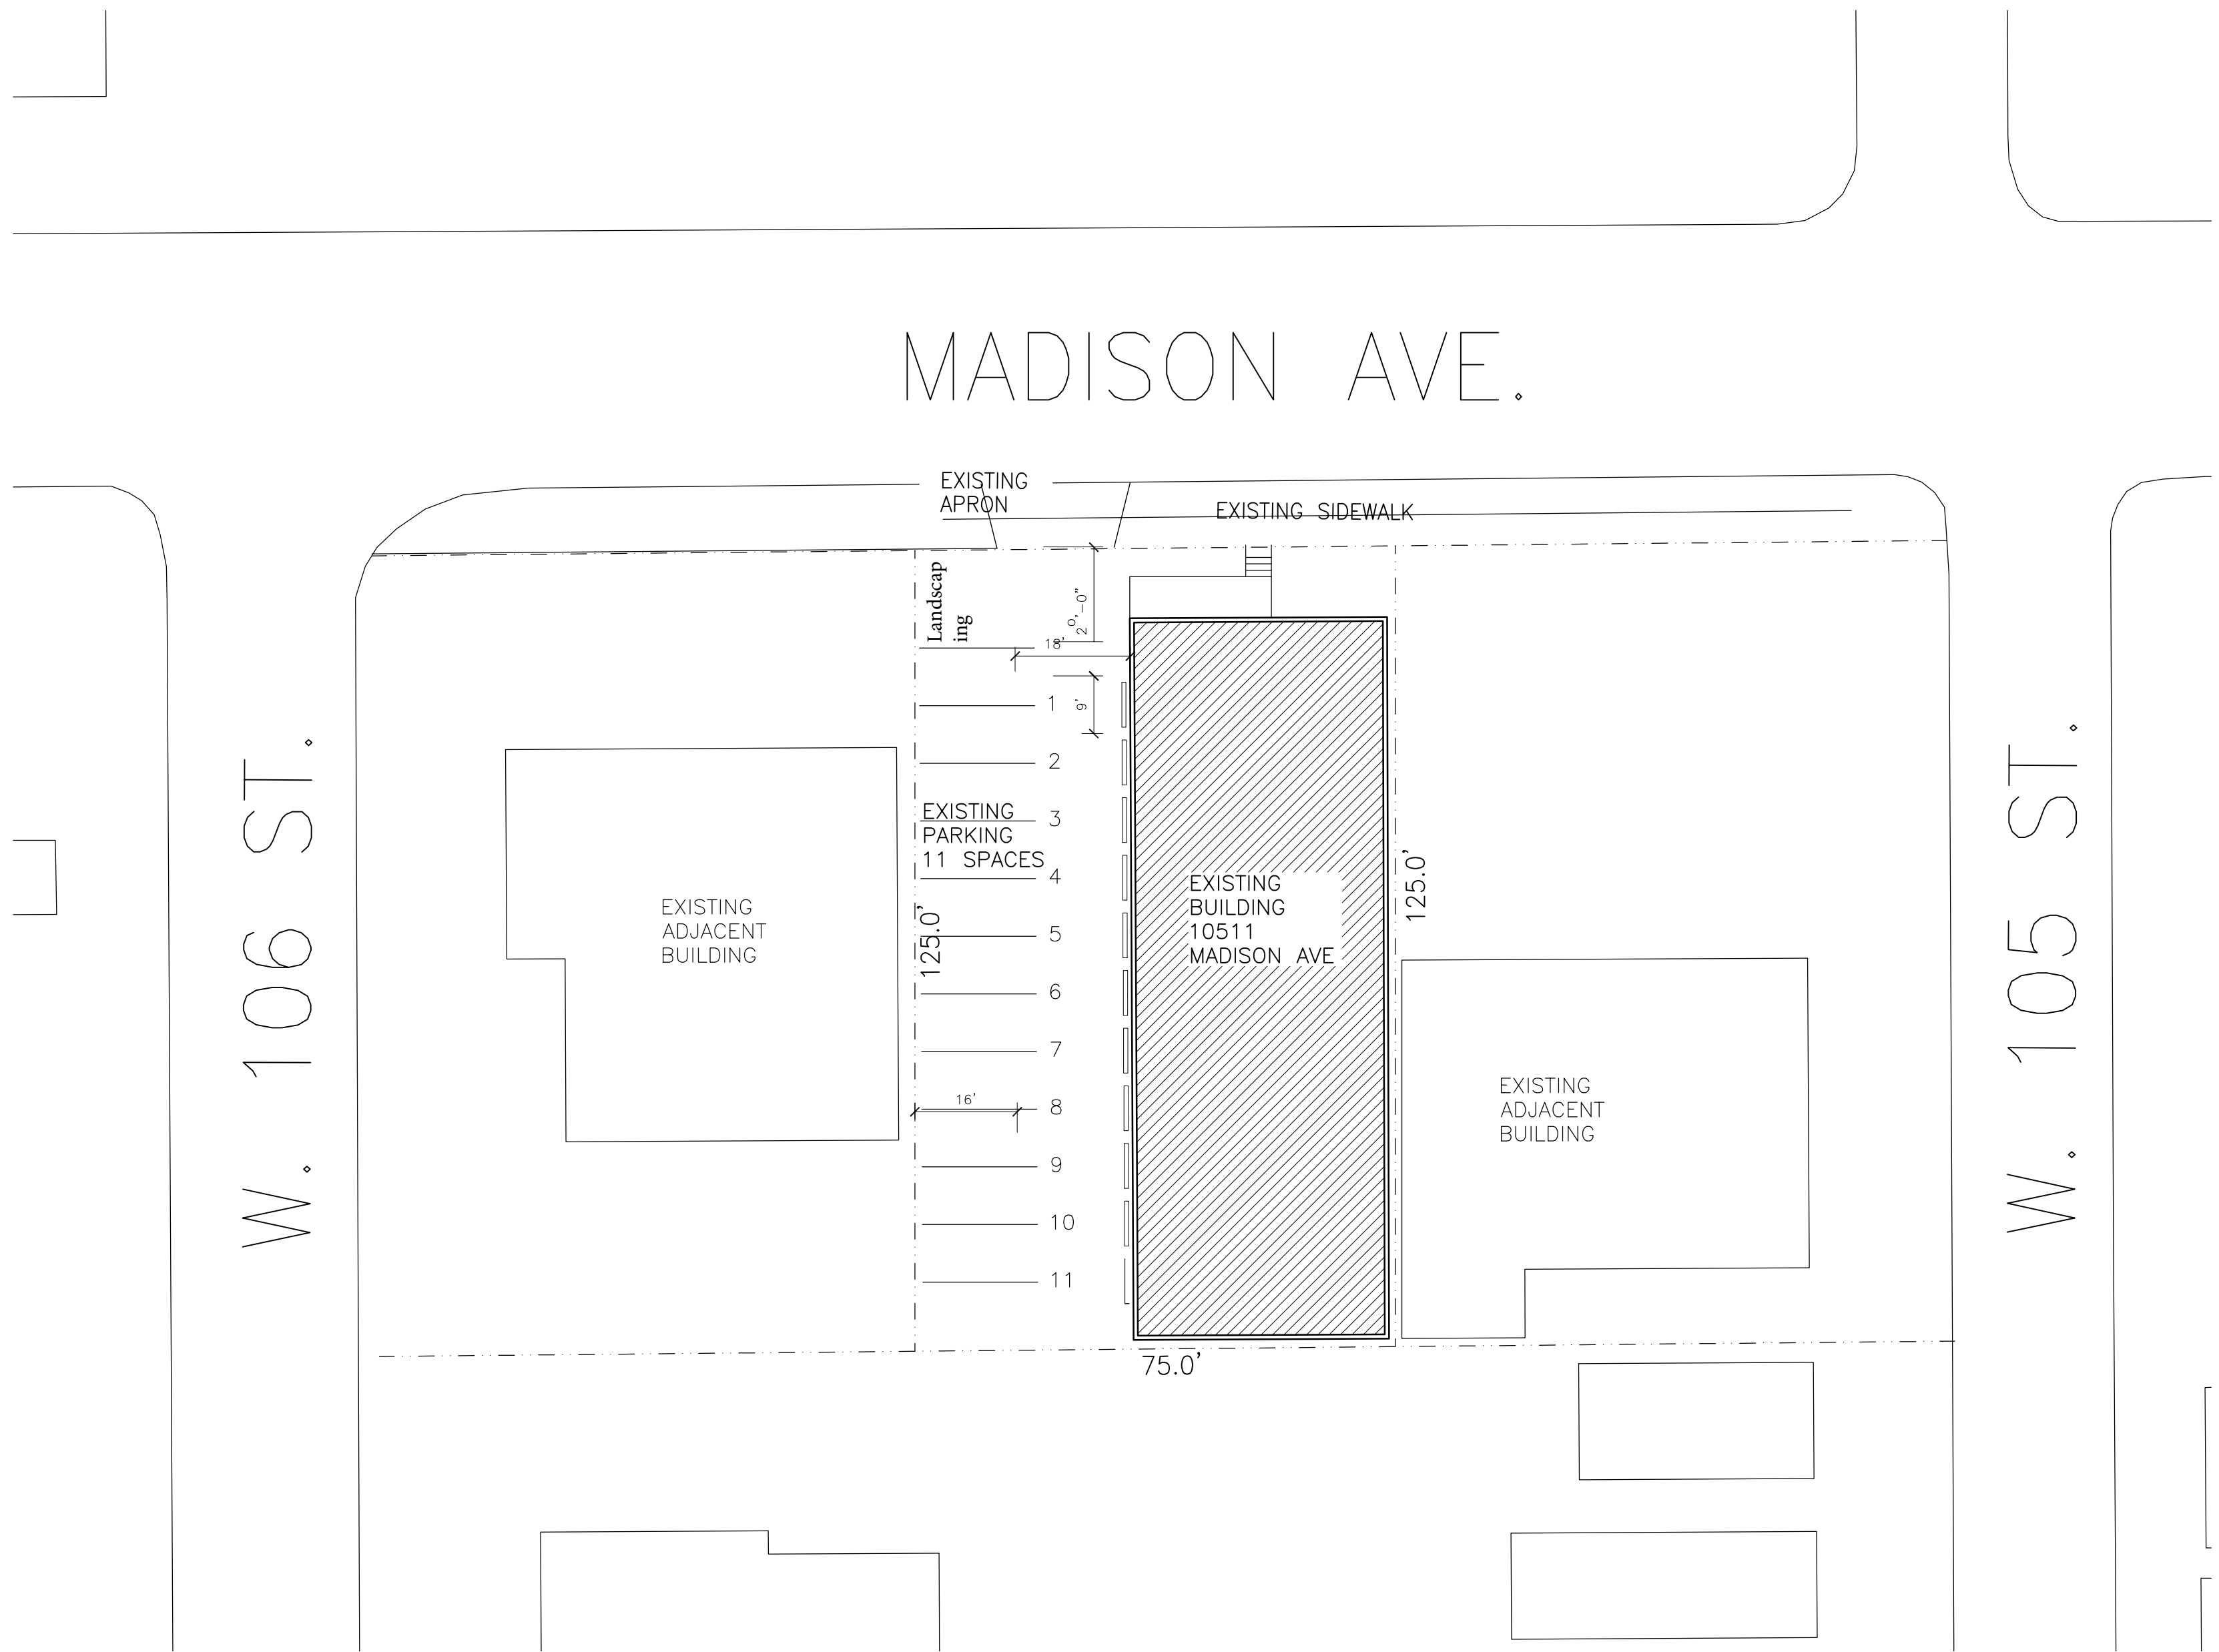 MADISON AVE.
EXISTING
APRON
EXISTING SIDEWALK
Landscap
ing
20'-0"
18'
9'
1
2
3
4
5
6
7
8
9
10
11
EXISTING
PARKING
11 SPACES
125.0'
16'
EXISTING
ADJACENT
BUILDING
EXISTING
BUILDING
10511
MADISON AVE
125.0'
EXISTING
ADJACENT
BUILDING
75.0'
W. 106 ST.
W. 105 ST.